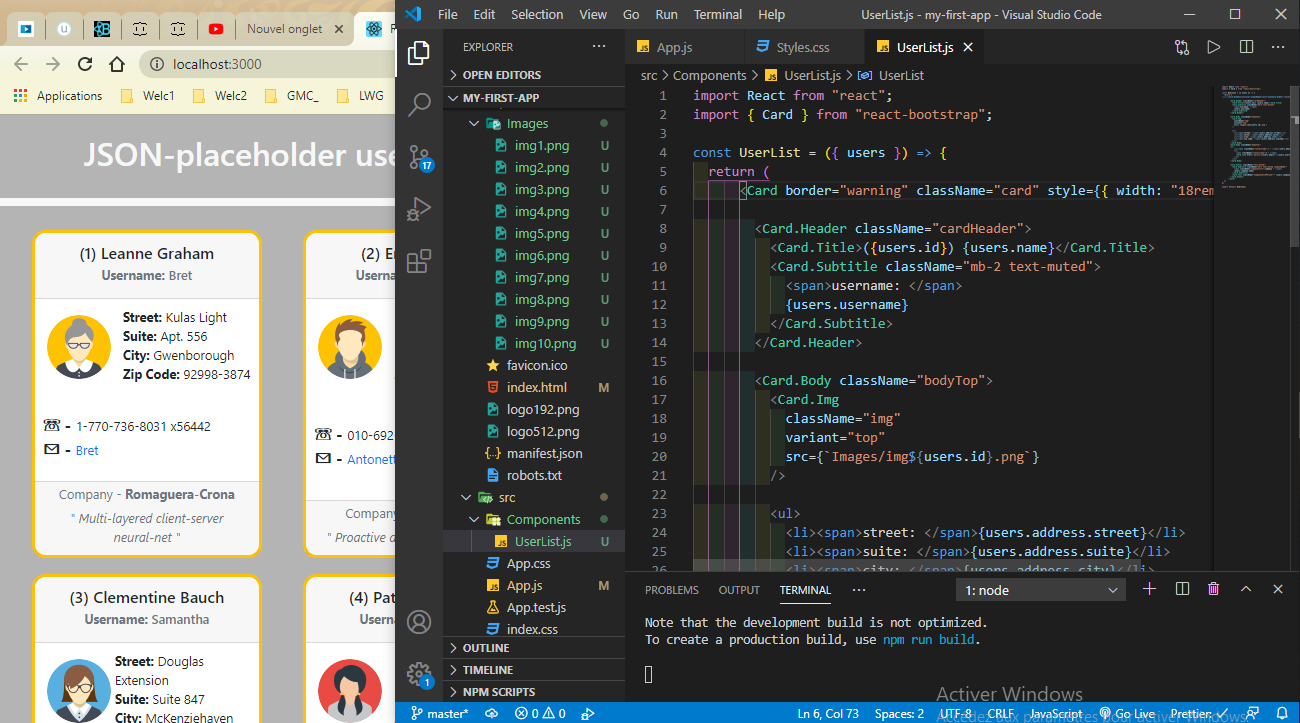 Nouvel onglet
localhost:3000
Applications
Welc1
Welc2
GMC_
LWG
JSON-placeholder use
(1) Leanne Graham
Username: Bret
Street: Kulas Light
Suite: Apt. 556
City: Gwenborough
Zip Code: 92998-3874
- 1-770-736-8031 x56442
- Bret
Company - Romaguera-Crona
" Multi-layered client-server
neural-net "
(2) E
Userna
- 010-692
- Antonett
Company
" Proactive d
(3) Clementine Bauch
Username: Samantha
Street: Douglas
Extension
Suite: Suite 847
City: McKenziehaven
(4) Pat
Usern
File Edit Selection View Go Run Terminal Help
UserList.js - my-first-app - Visual Studio Code
EXPLORER
OPEN EDITORS
MY-FIRST-APP
Images
img1.png U
img2.png U
img3.png U
img4.png U
img5.png U
img6.png U
img7.png U
img8.png U
img9.png U
img10.png U
favicon.ico
index.html M
logo192.png
logo512.png
manifest.json
robots.txt
src
Components
UserList.js U
App.css
App.js M
App.test.js
index.css
OUTLINE
TIMELINE
NPM SCRIPTS
17
1
App.js
Styles.css
UserList.js
src > Components > UserList.js > UserList
1 import React from "react";
2 import { Card } from "react-bootstrap";
3
4 const UserList = ({ users }) => {
5 return (
6 <Card border="warning" className="card" style={{ width: "18rem
7
8 <Card.Header className="cardHeader">
9 <Card.Title>({users.id}) {users.name}</Card.Title>
10 <Card.Subtitle className="mb-2 text-muted">
11 <span>username: </span>
12 {users.username}
13 </Card.Subtitle>
14 </Card.Header>
15
16 <Card.Body className="bodyTop">
17 <Card.Img
18 className="img"
19 variant="top"
20 src={`Images/img${users.id}.png`}
21 />
22
23 <ul>
24 <li><span>street: </span>{users.address.street}</li>
25 <li><span>suite: </span>{users.address.suite}</li>
26 <li><span>city: </span>{users.address.city}</li>
PROBLEMS OUTPUT TERMINAL
1: node
Note that the development build is not optimized.
To create a production build, use npm run build.
Activer Windows
Accédez aux paramètres pour activer Windows.
master*
0 0
Ln 6, Col 73
Spaces: 2
UTF-8
CRLF
JavaScript
Go Live
Prettier